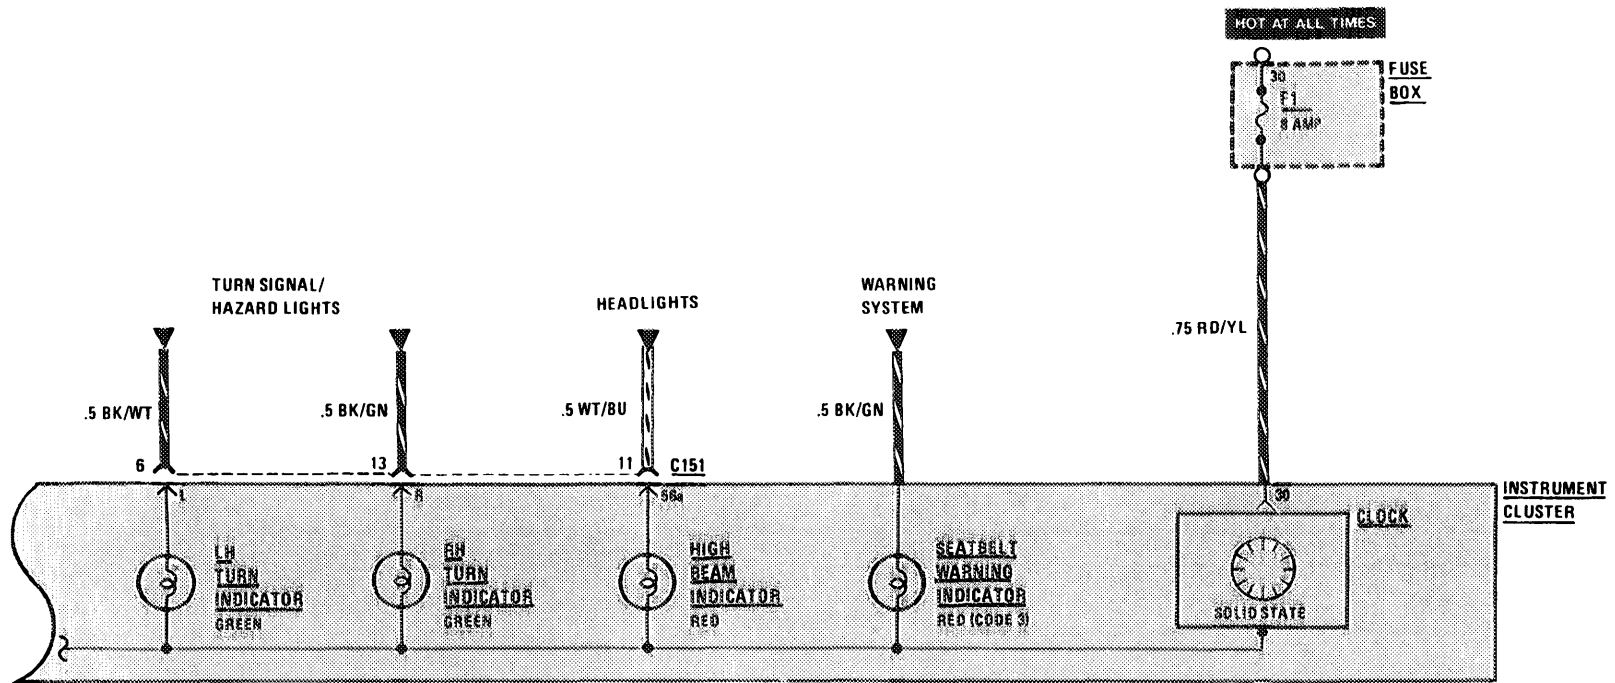 HOT AT ALL TIMES
30
F1
8 AMP
FUSE
BOX
TURN SIGNAL/
HAZARD LIGHTS
HEADLIGHTS
WARNING
SYSTEM
.75 RD/YL
.5 BK/WT
.5 BK/GN
.5 WT/BU
.5 BK/GN
6
13
11
C151
L
R
56a
30
INSTRUMENT
CLUSTER
CLOCK
LH
TURN
INDICATOR
GREEN
RH
TURN
INDICATOR
GREEN
HIGH
BEAM
INDICATOR
RED
SEATBELT
WARNING
INDICATOR
RED (CODE 3)
SOLID STATE